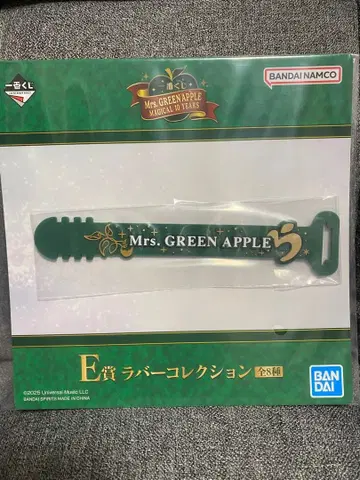 一番くじ
一番くじ
Mrs. GREEN APPLE
MAGICAL 10 YEARS
BANDAI NAMCO
Mrs. GREEN APPLE
E賞 ラバーコレクション 全8種
©2025 Universal Music LLC
BANDAI SPIRITS MADE IN CHINA
BAN
DAI